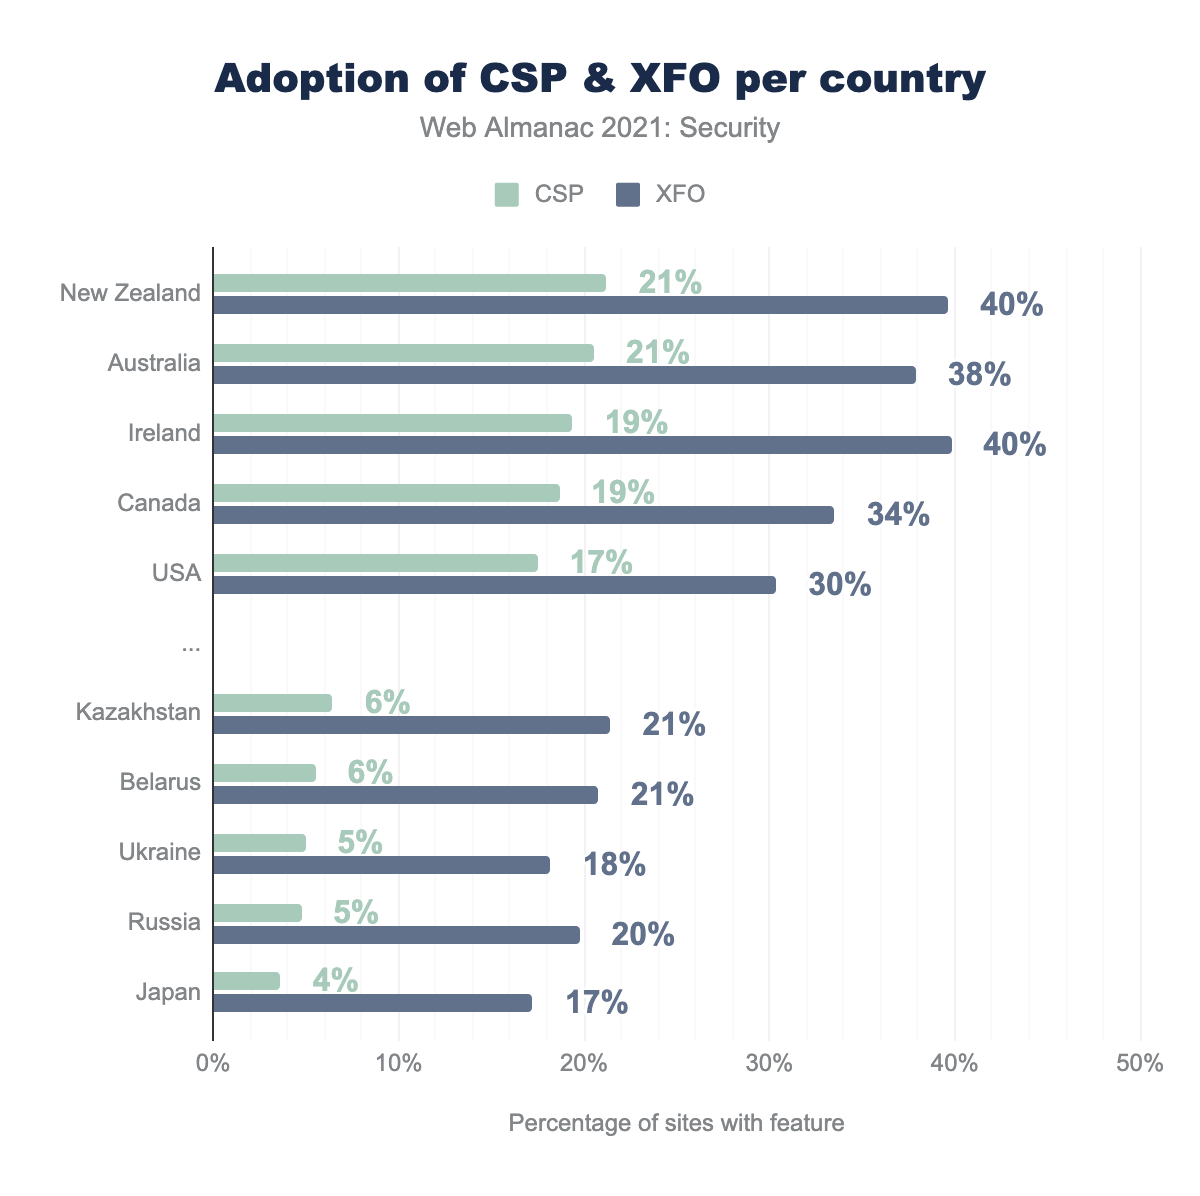 Adoption of CSP & XFO per country
Web Almanac 2021: Security
CSP XFO
New Zealand 21% 40%
Australia 21% 38%
Ireland 19% 40%
Canada 19% 34%
USA 17% 30%
...
Kazakhstan 6% 21%
Belarus 6% 21%
Ukraine 5% 18%
Russia 5% 20%
Japan 4% 17%
0% 10% 20% 30% 40% 50%
Percentage of sites with feature